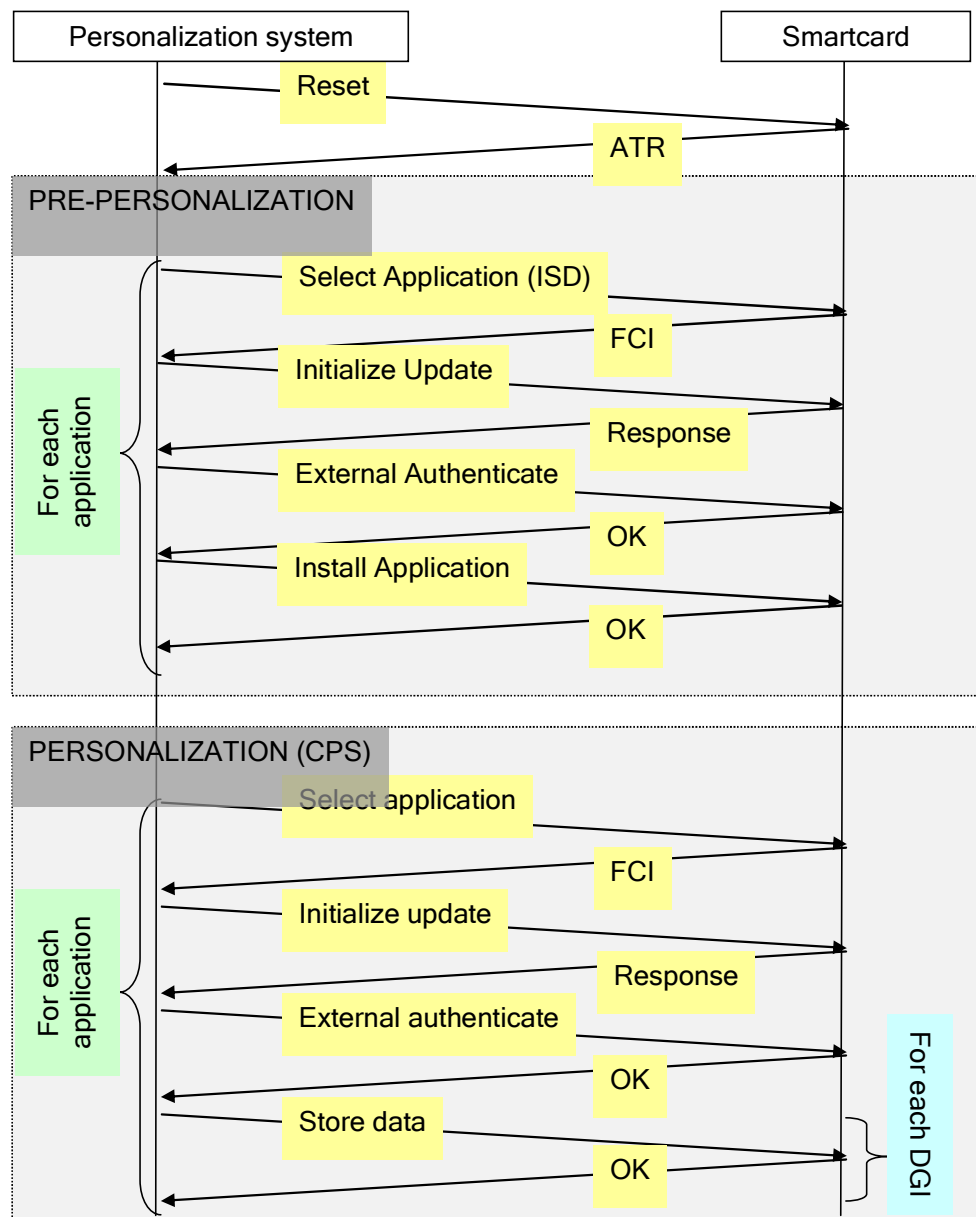 Personalization system
Smartcard
Reset
ATR
PRE-PERSONALIZATION
Select Application (ISD)
FCI
Initialize Update
Response
For each
application
External Authenticate
OK
Install Application
OK
PERSONALIZATION (CPS)
Select application
FCI
Initialize update
Response
For each
application
External authenticate
OK
Store data
OK
For each DGI